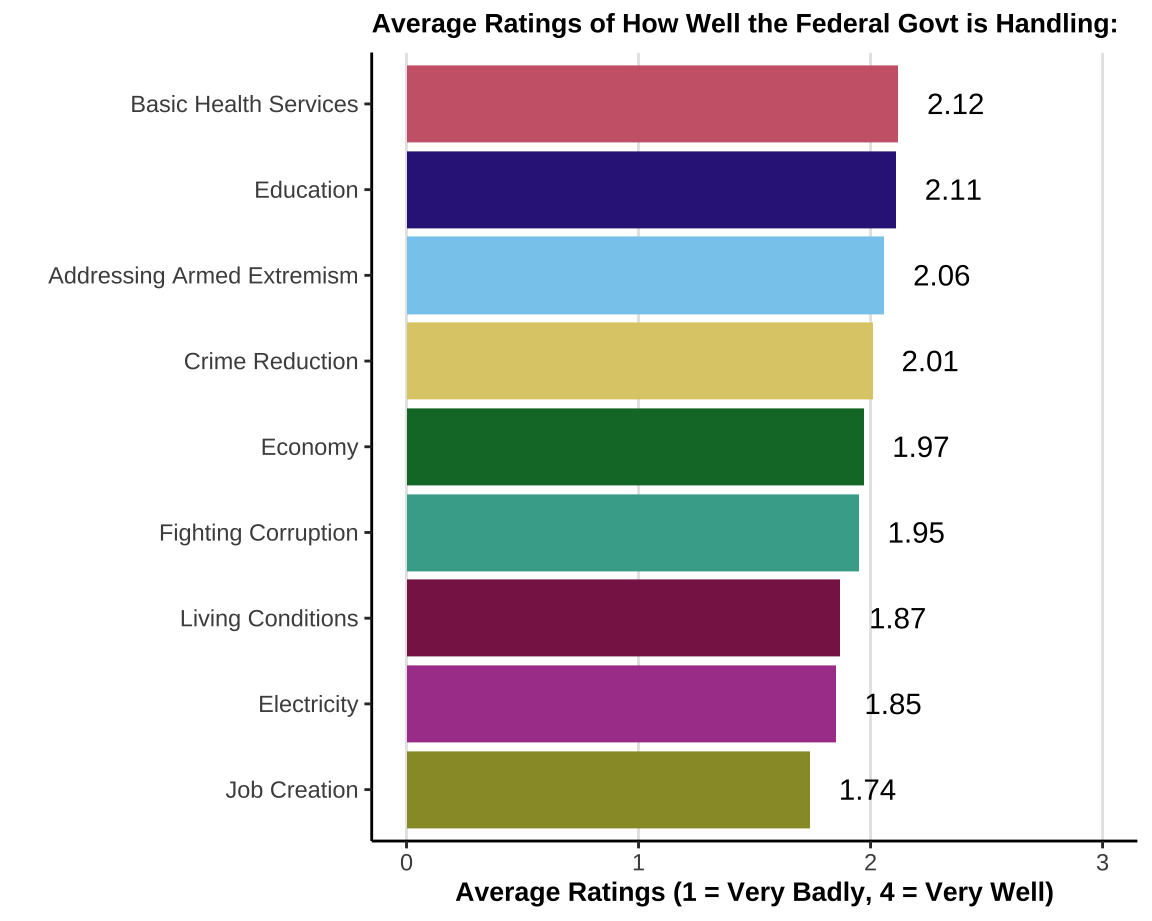 Average Ratings of How Well the Federal Govt is Handling:
Basic Health Services 2.12
Education 2.11
Addressing Armed Extremism 2.06
Crime Reduction 2.01
Economy 1.97
Fighting Corruption 1.95
Living Conditions 1.87
Electricity 1.85
Job Creation 1.74
0 1 2 3
Average Ratings (1 = Very Badly, 4 = Very Well)